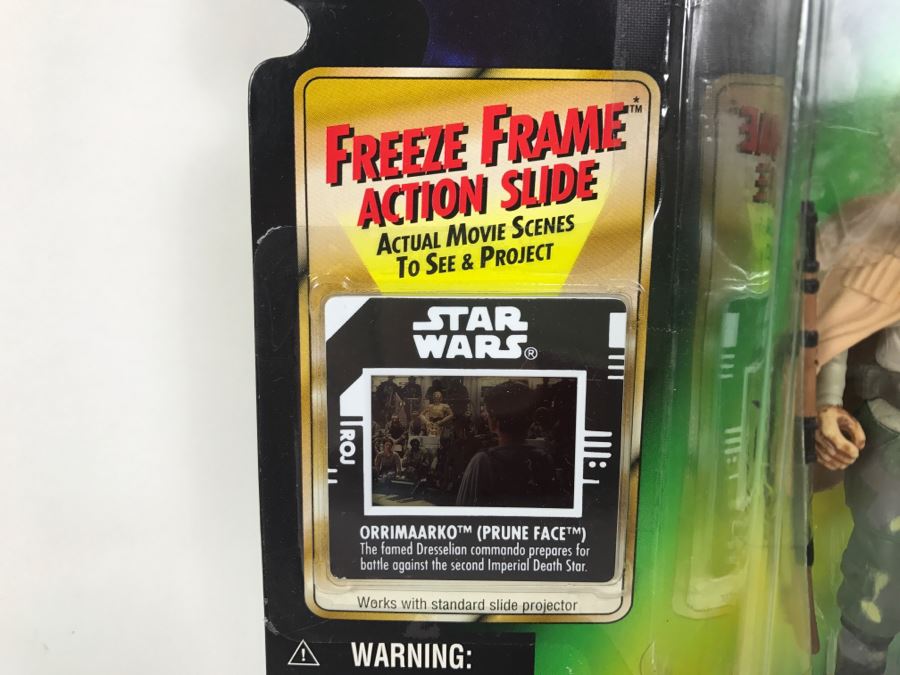 FREEZE FRAME™*
ACTION SLIDE
ACTUAL MOVIE SCENES
TO SEE & PROJECT
STAR
WARS®
ROJ
ORRIMAARKO™ (PRUNE FACE™)
The famed Dresselian commando prepares for
battle against the second Imperial Death Star.
Works with standard slide projector
WARNING: